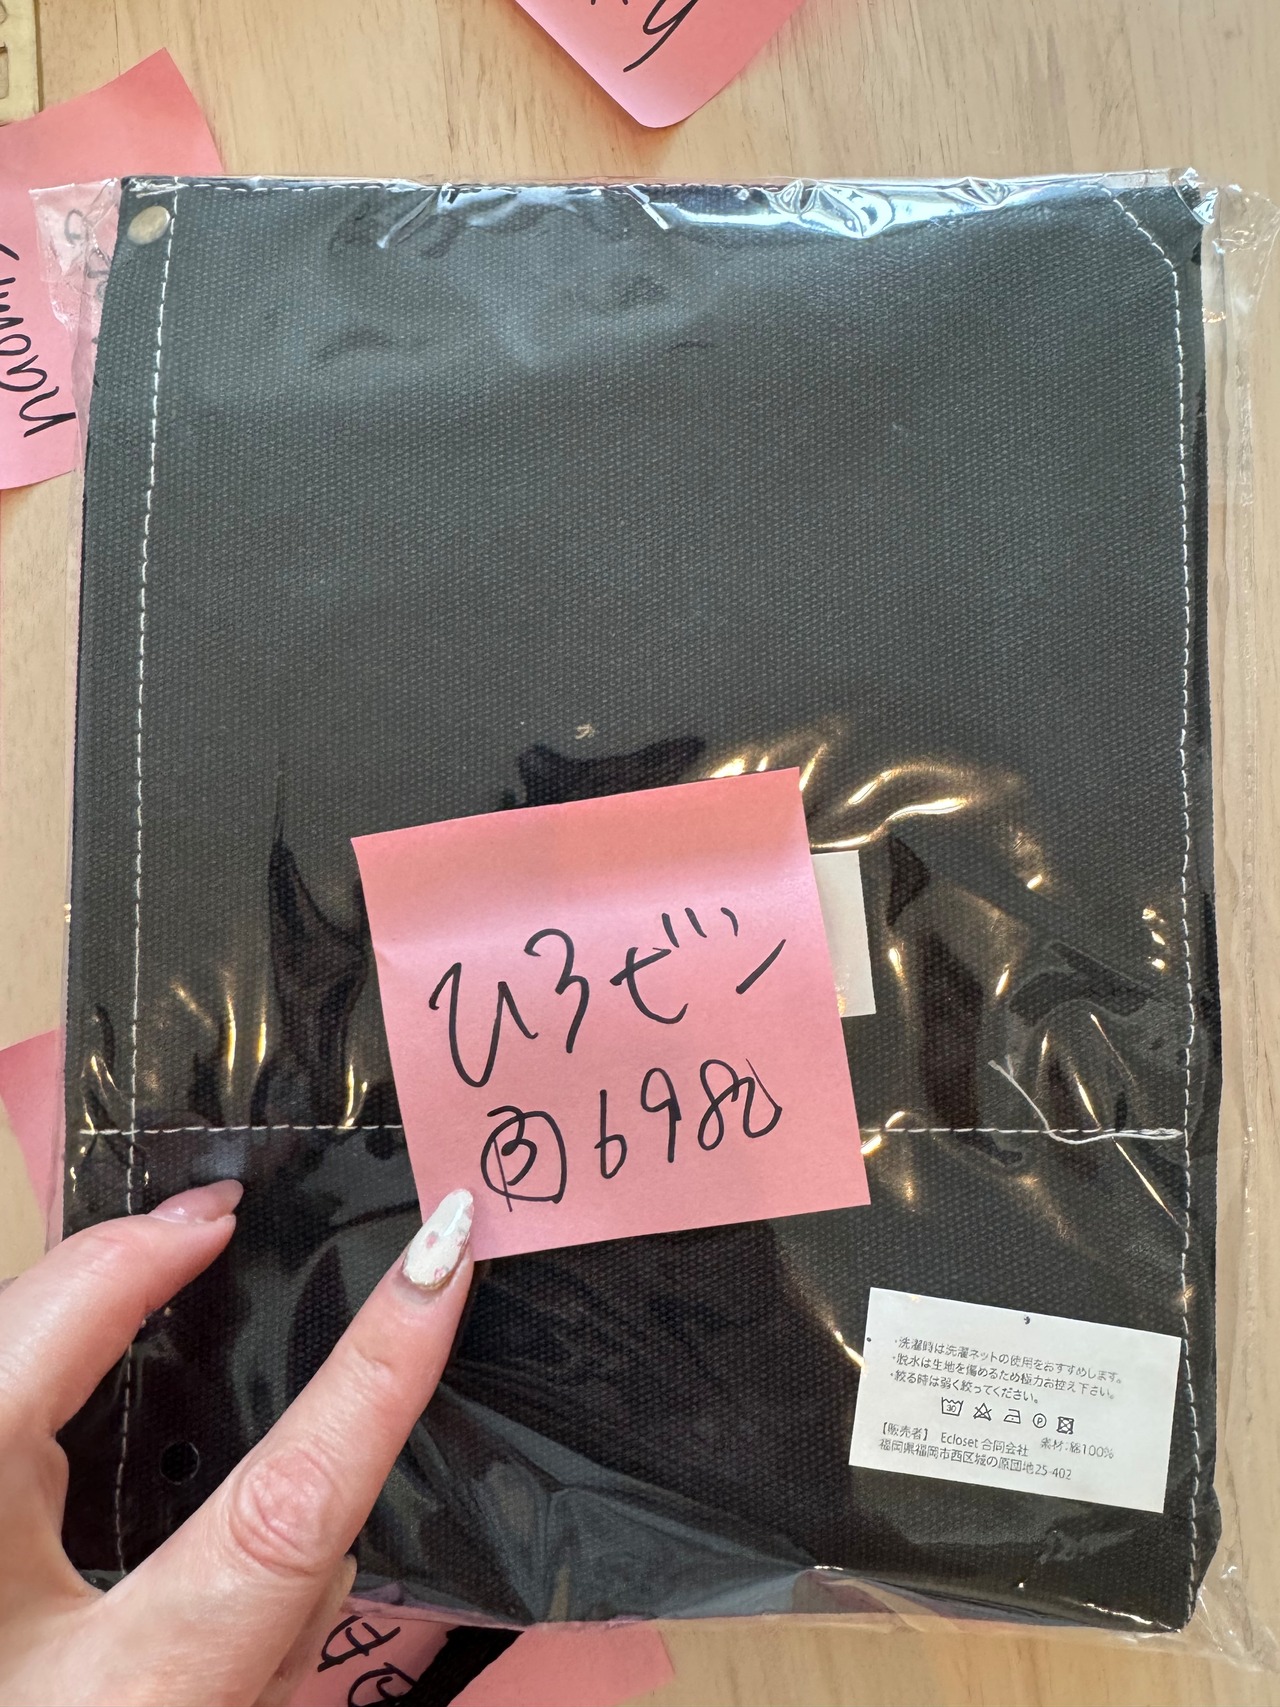 naomi
ひろぜン
内698円
・洗濯時は洗濯ネットの使用をおすすめします。
・脱水は生地を傷めるため極力お控え下さい。
・絞る時は弱く絞ってください。
30 P
【販売者】 Ecloset 合同会社 素材:綿100%
福岡県福岡市西区城の原団地25-402